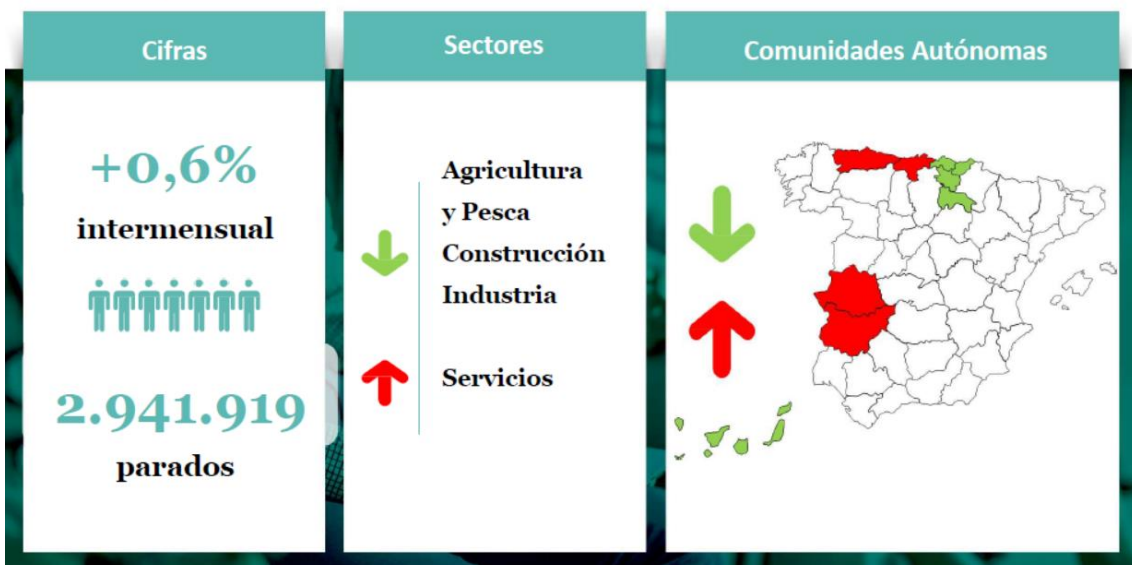 Cifras
+0,6%
intermensual
2.941.919
parados
Sectores
Agricultura
y Pesca
Construcción
Industria
Servicios
Comunidades Autónomas